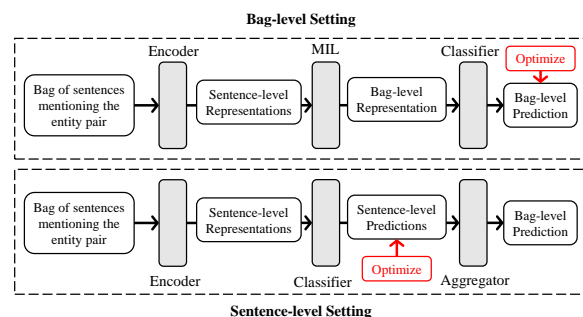 Bag-level Setting
Encoder
MIL
Classifier
Optimize
Bag of sentences
mentioning the
entity pair
Sentence-level
Representations
Bag-level
Representation
Bag-level
Prediction
Bag of sentences
mentioning the
entity pair
Sentence-level
Representations
Sentence-level
Predictions
Bag-level
Prediction
Optimize
Encoder
Classifier
Aggregator
Sentence-level Setting